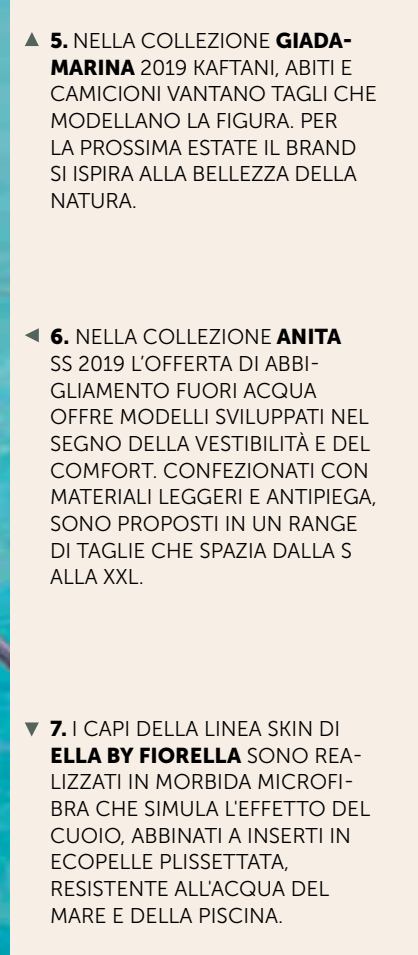 ▲ 5. NELLA COLLEZIONE GIADA-
MARINA 2019 KAFTANI, ABITI E
CAMICIONI VANTANO TAGLI CHE
MODELLANO LA FIGURA. PER
LA PROSSIMA ESTATE IL BRAND
SI ISPIRA ALLA BELLEZZA DELLA
NATURA.
◀ 6. NELLA COLLEZIONE ANITA
SS 2019 L’OFFERTA DI ABBI-
GLIAMENTO FUORI ACQUA
OFFRE MODELLI SVILUPPATI NEL
SEGNO DELLA VESTIBILITÀ E DEL
COMFORT. CONFEZIONATI CON
MATERIALI LEGGERI E ANTIPIEGA,
SONO PROPOSTI IN UN RANGE
DI TAGLIE CHE SPAZIA DALLA S
ALLA XXL.
▼ 7. I CAPI DELLA LINEA SKIN DI
ELLA BY FIORELLA SONO REA-
LIZZATI IN MORBIDA MICROFI-
BRA CHE SIMULA L'EFFETTO DEL
CUOIO, ABBINATI A INSERTI IN
ECOPELLE PLISSETTATA,
RESISTENTE ALL'ACQUA DEL
MARE E DELLA PISCINA.